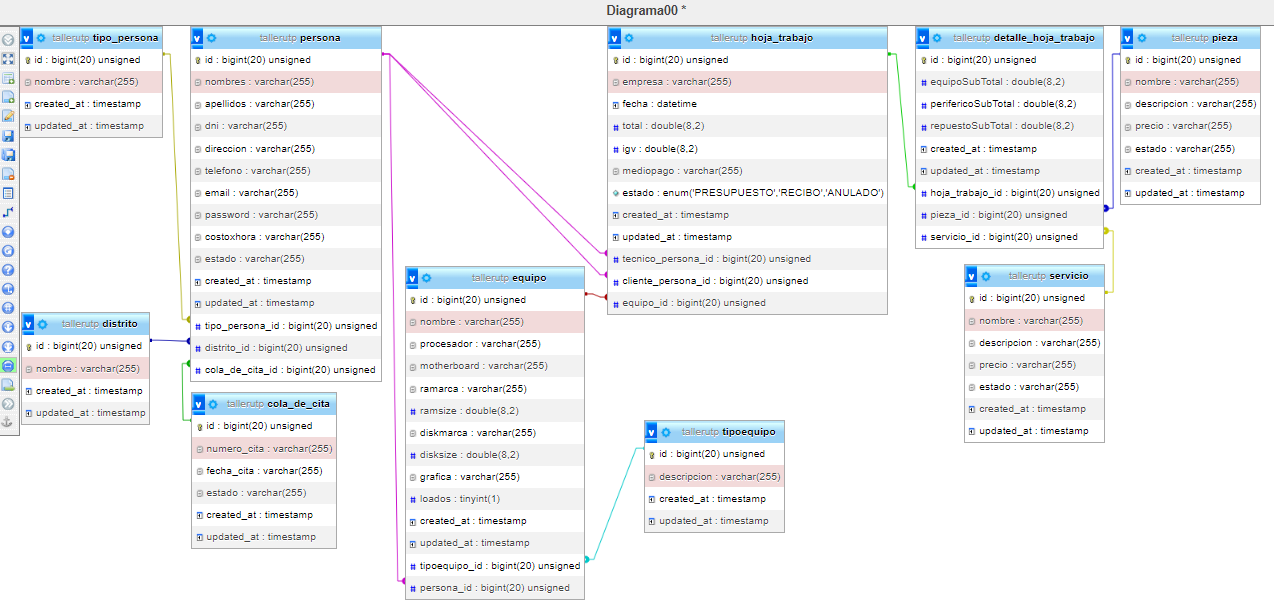 Diagrama00 *
tallerutp tipo_persona
id : bigint(20) unsigned
nombre : varchar(255)
created_at : timestamp
updated_at : timestamp
tallerutp persona
id : bigint(20) unsigned
nombres : varchar(255)
apellidos : varchar(255)
dni : varchar(255)
direccion : varchar(255)
telefono : varchar(255)
email : varchar(255)
password : varchar(255)
costoxhora : varchar(255)
estado : varchar(255)
created_at : timestamp
updated_at : timestamp
tipo_persona_id : bigint(20) unsigned
distrito_id : bigint(20) unsigned
cola_de_cita_id : bigint(20) unsigned
tallerutp hoja_trabajo
id : bigint(20) unsigned
empresa : varchar(255)
fecha : datetime
total : double(8,2)
igv : double(8,2)
mediopago : varchar(255)
estado : enum('PRESUPUESTO','RECIBO','ANULADO')
created_at : timestamp
updated_at : timestamp
tecnico_persona_id : bigint(20) unsigned
cliente_persona_id : bigint(20) unsigned
equipo_id : bigint(20) unsigned
tallerutp detalle_hoja_trabajo
id : bigint(20) unsigned
equipoSubTotal : double(8,2)
perifericoSubTotal : double(8,2)
repuestoSubTotal : double(8,2)
created_at : timestamp
updated_at : timestamp
hoja_trabajo_id : bigint(20) unsigned
pieza_id : bigint(20) unsigned
servicio_id : bigint(20) unsigned
tallerutp pieza
id : bigint(20) unsigned
nombre : varchar(255)
descripcion : varchar(255)
precio : varchar(255)
estado : varchar(255)
created_at : timestamp
updated_at : timestamp
tallerutp distrito
id : bigint(20) unsigned
nombre : varchar(255)
created_at : timestamp
updated_at : timestamp
tallerutp cola_de_cita
id : bigint(20) unsigned
numero_cita : varchar(255)
fecha_cita : varchar(255)
estado : varchar(255)
created_at : timestamp
updated_at : timestamp
tallerutp equipo
id : bigint(20) unsigned
nombre : varchar(255)
procesador : varchar(255)
motherboard : varchar(255)
ramarca : varchar(255)
ramsize : double(8,2)
diskmarca : varchar(255)
disksize : double(8,2)
grafica : varchar(255)
loados : tinyint(1)
created_at : timestamp
updated_at : timestamp
tipoequipo_id : bigint(20) unsigned
persona_id : bigint(20) unsigned
tallerutp tipoequipo
id : bigint(20) unsigned
descripcion : varchar(255)
created_at : timestamp
updated_at : timestamp
tallerutp servicio
id : bigint(20) unsigned
nombre : varchar(255)
descripcion : varchar(255)
precio : varchar(255)
estado : varchar(255)
created_at : timestamp
updated_at : timestamp